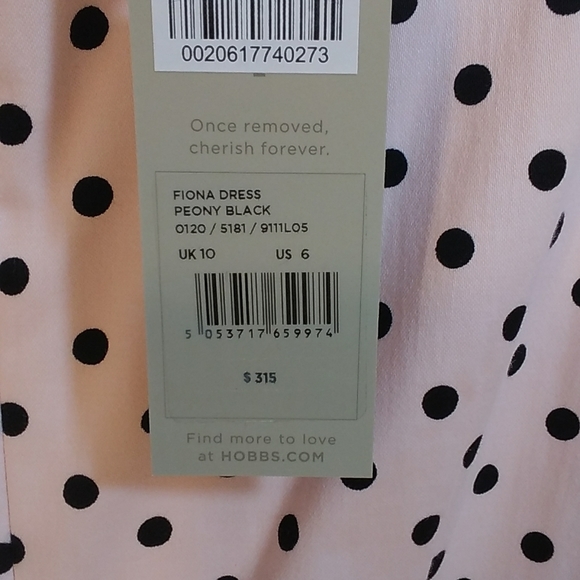 0020617740273
Once removed,
cherish forever.
FIONA DRESS
PEONY BLACK
0120 / 5181 / 9111L05
UK 10 US 6
5 053717 659974
$ 315
Find more to love
at HOBBS.COM